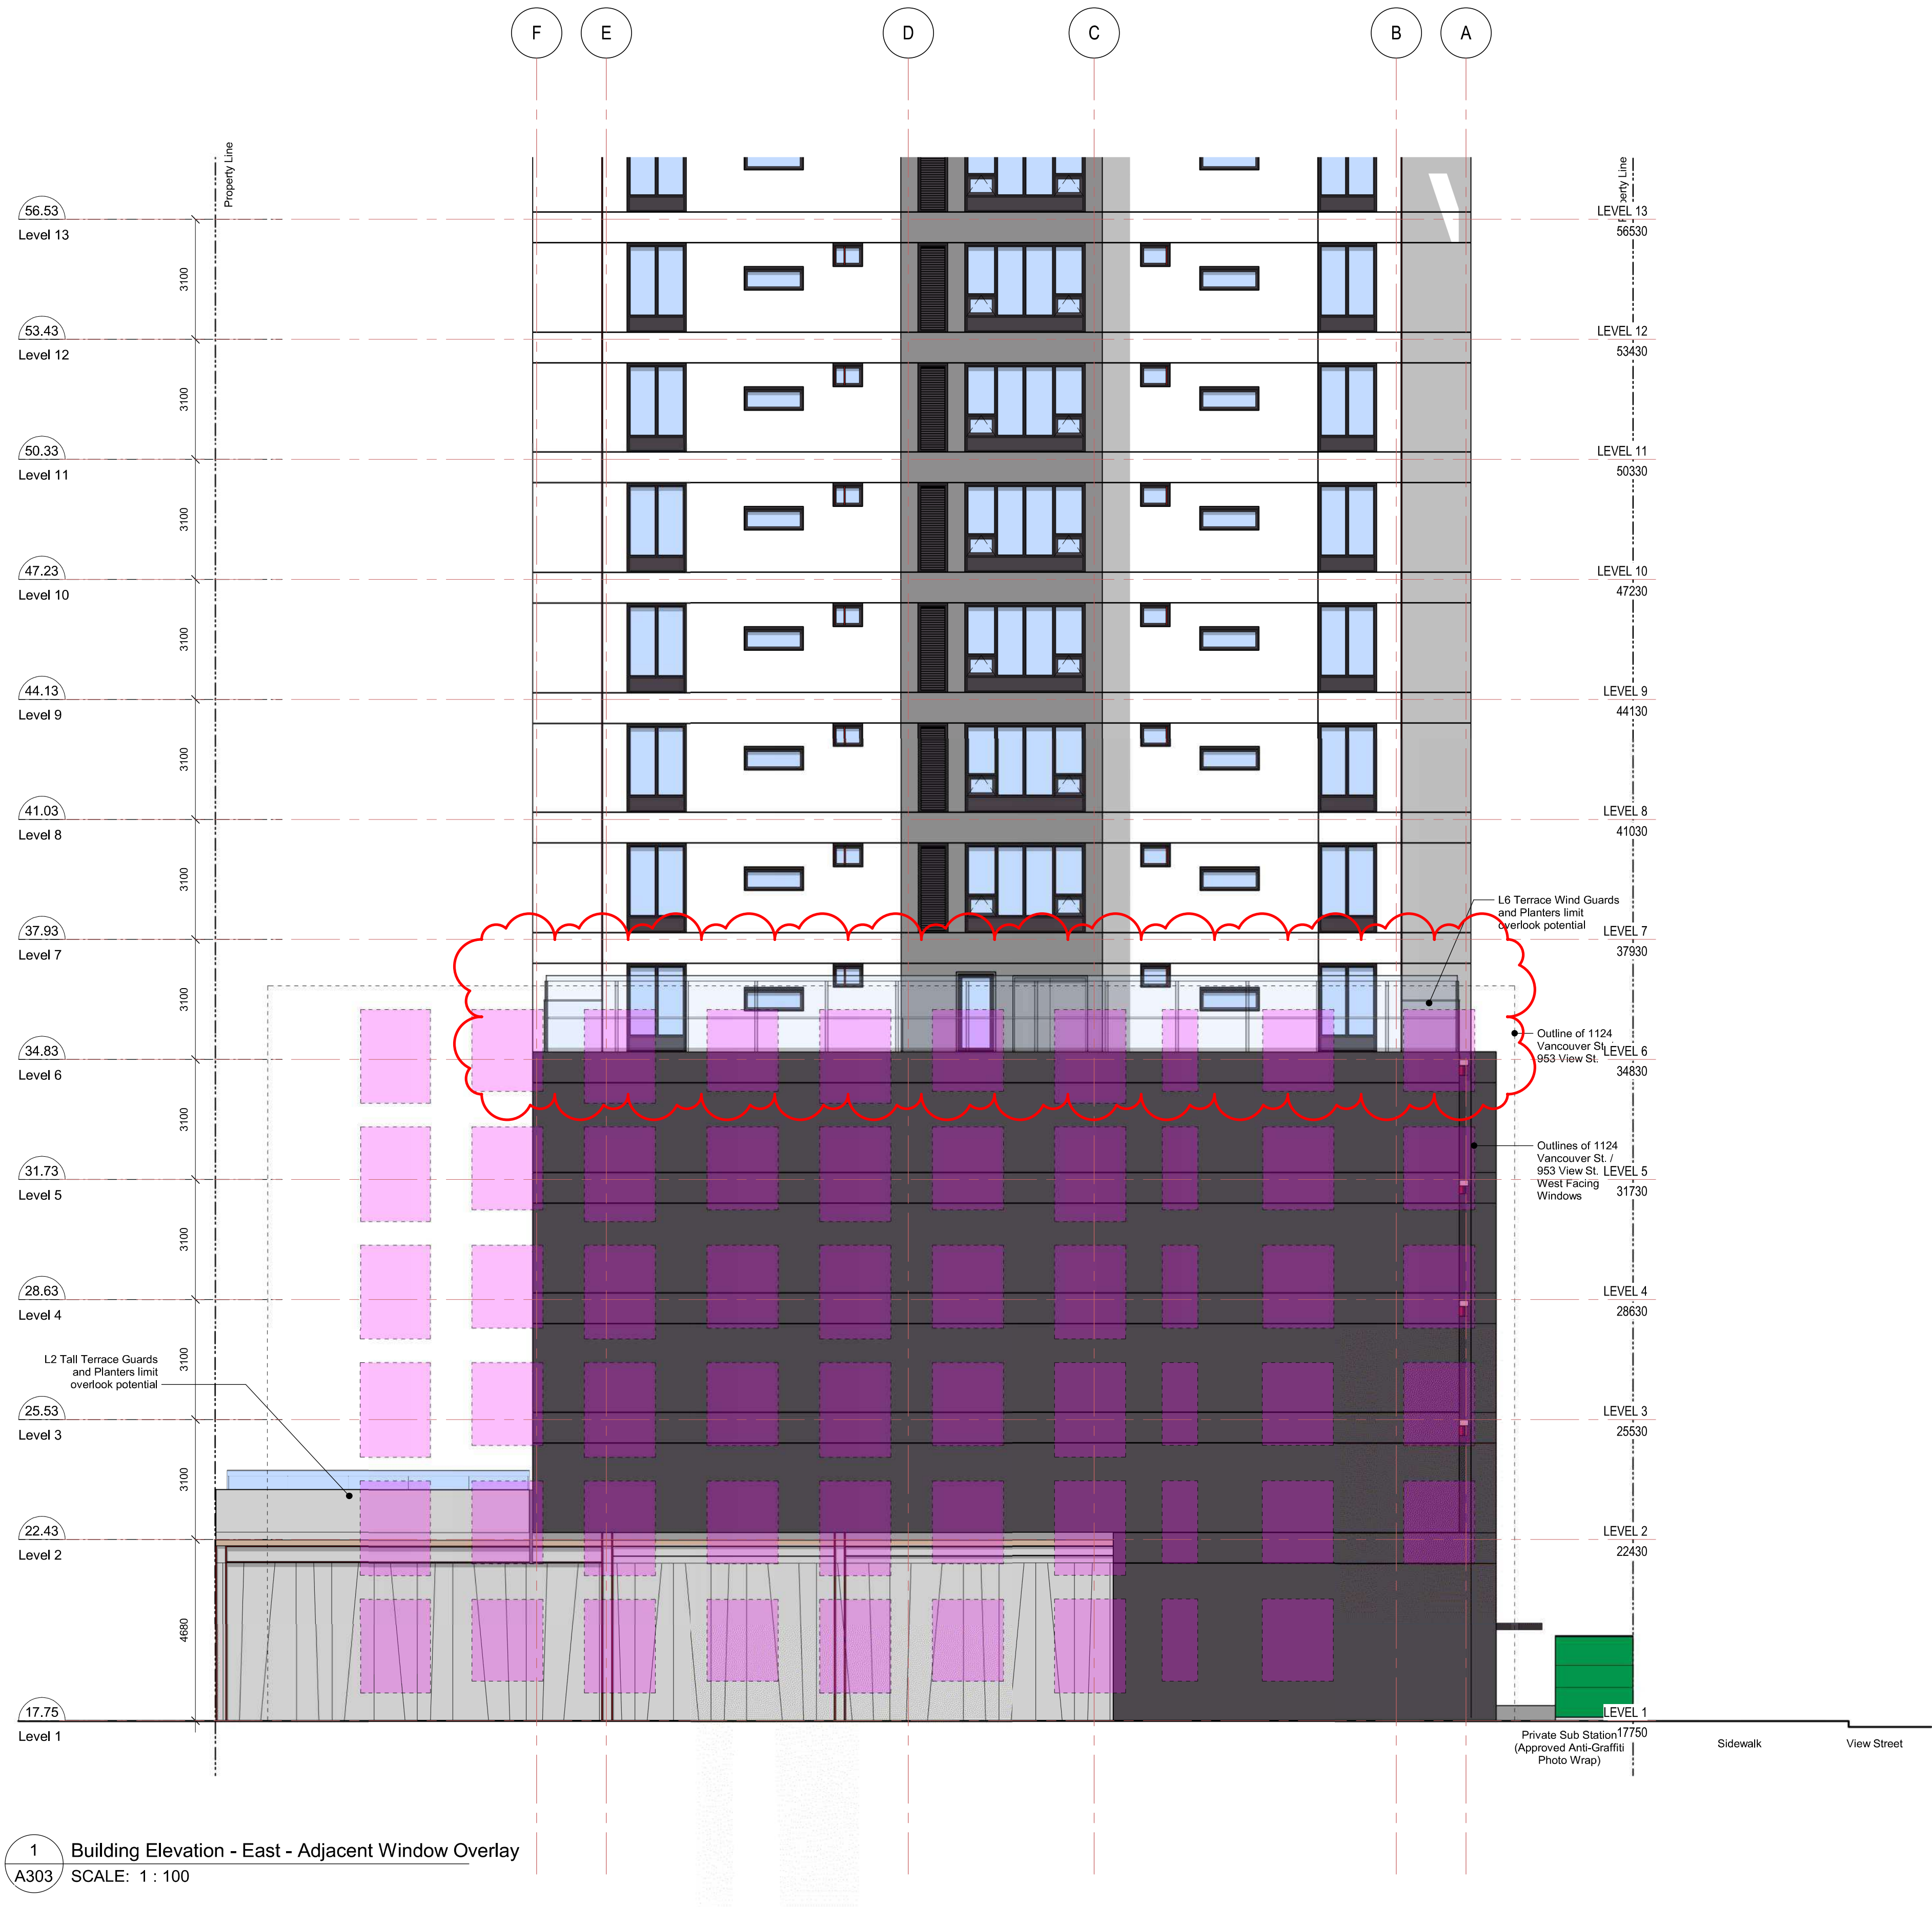 F
E
D
C
B
A
Property Line
Property Line
56.53
Level 13
LEVEL 13
56530
3100
53.43
Level 12
LEVEL 12
53430
3100
50.33
Level 11
LEVEL 11
50330
3100
47.23
Level 10
LEVEL 10
47230
3100
44.13
Level 9
LEVEL 9
44130
3100
41.03
Level 8
LEVEL 8
41030
3100
L6 Terrace Wind Guards
and Planters limit
overlook potential
37.93
Level 7
LEVEL 7
37930
3100
Outline of 1124
Vancouver St.
953 View St.
34.83
Level 6
LEVEL 6
34830
3100
Outlines of 1124
Vancouver St. /
953 View St.
West Facing
Windows
31.73
Level 5
LEVEL 5
31730
3100
28.63
Level 4
LEVEL 4
28630
3100
L2 Tall Terrace Guards
and Planters limit
overlook potential
25.53
Level 3
LEVEL 3
25530
3100
22.43
Level 2
LEVEL 2
22430
4680
17.75
Level 1
LEVEL 1
17750
Private Sub Station
(Approved Anti-Graffiti
Photo Wrap)
Sidewalk
View Street
1
A303
Building Elevation - East - Adjacent Window Overlay
SCALE: 1 : 100